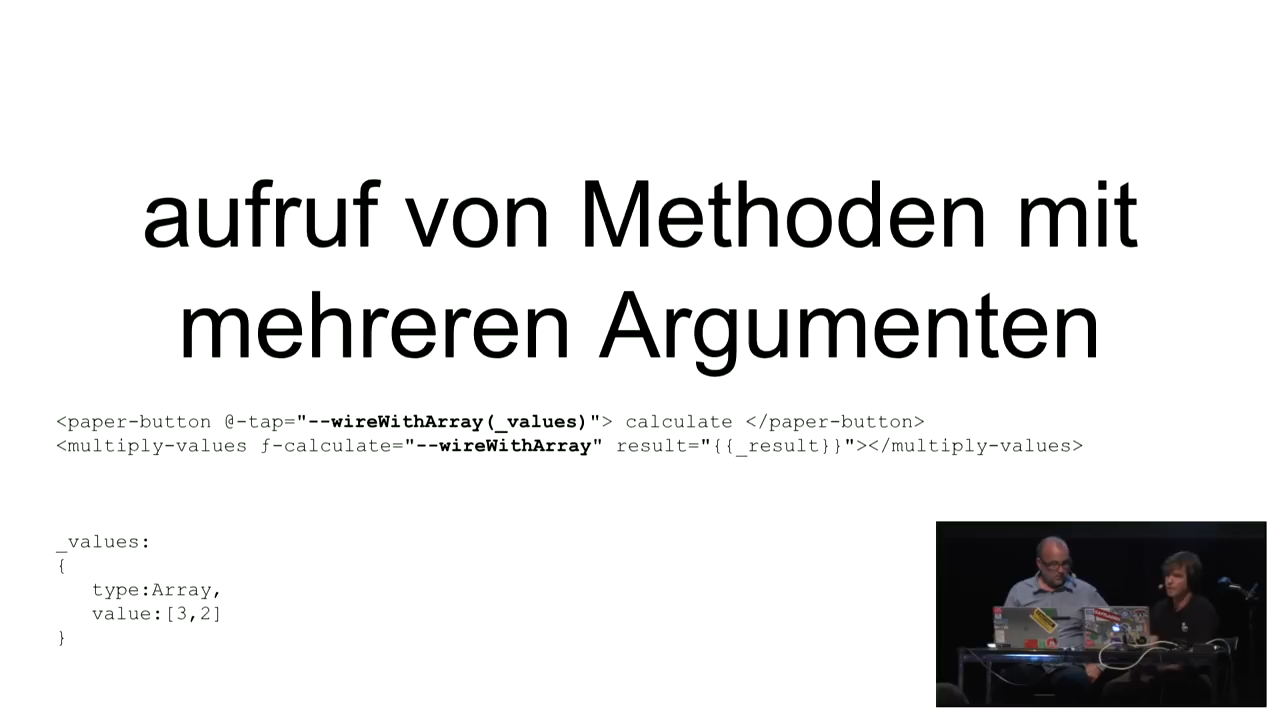 aufruf von Methoden mit
mehreren Argumenten
<paper-button @-tap="--wireWithArray(_values)"> calculate </paper-button>
<multiply-values ƒ-calculate="--wireWithArray" result="{{_result}}"></multiply-values>
_values:
{
type:Array,
value:[3,2]
}